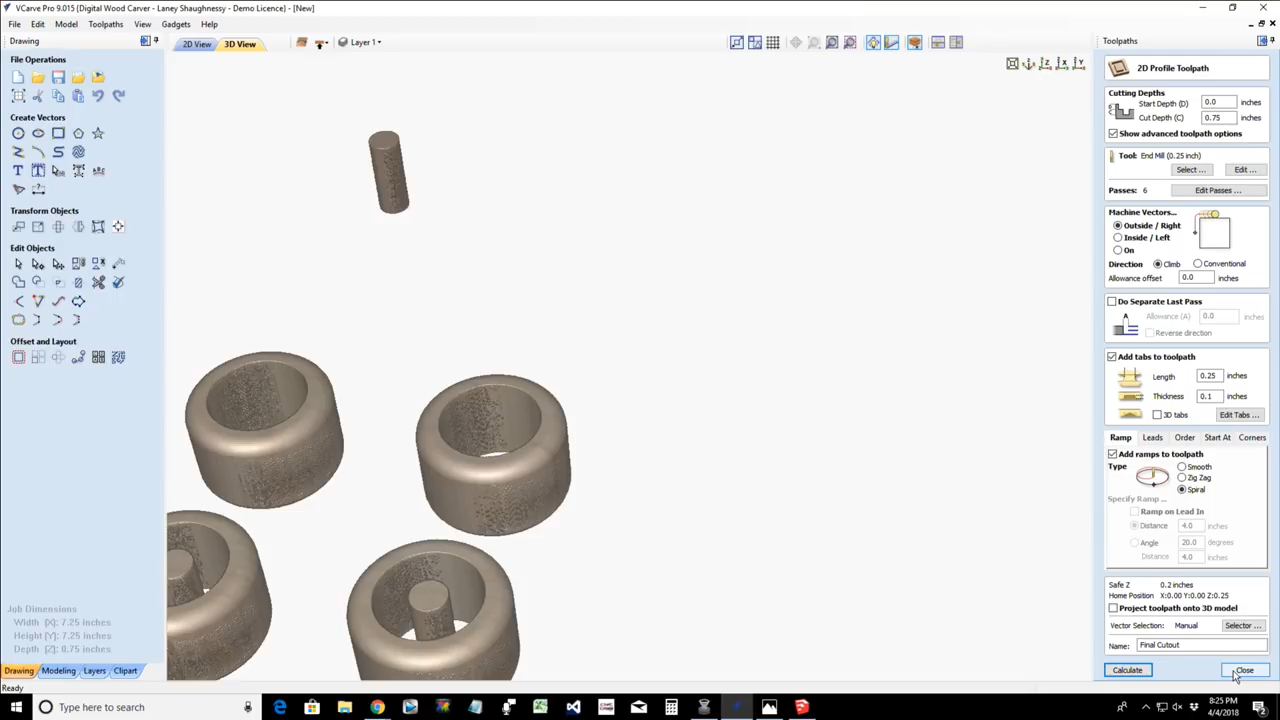 VCarve Pro 9.015 {Digital Wood Carver - Laney Shaughnessy - Demo Licence} - [New]
File Edit Model Toolpaths View Gadgets Help
Drawing
2D View 3D View Layer 1
Toolpaths
File Operations
Create Vectors
Transform Objects
Edit Objects
Offset and Layout
Job Dimensions
Width (X): 7.25 inches
Height (Y): 7.25 inches
Depth (Z): 0.75 inches
Drawing Modeling Layers Clipart
Ready
2D Profile Toolpath
Cutting Depths
Start Depth (D) 0.0 inches
Cut Depth (C) 0.75 inches
Show advanced toolpath options
Tool: End Mill (0.25 inch)
Select ... Edit ...
Passes: 6 Edit Passes ...
Machine Vectors...
Outside / Right
Inside / Left
On
Direction Climb Conventional
Allowance offset 0.0 inches
Do Separate Last Pass
A Allowance (A) 0.0 inches
Reverse direction
Add tabs to toolpath
Length 0.25 inches
Thickness 0.1 inches
3D tabs Edit Tabs ...
Ramp Leads Order Start At Corners
Add ramps to toolpath
Type Smooth
Zig Zag
Spiral
Specify Ramp ...
Ramp on Lead In
Distance 4.0 inches
Angle 20.0 degrees
Distance 4.0 inches
Safe Z 0.2 inches
Home Position X:0.00 Y:0.00 Z:0.25
Project toolpath onto 3D model
Vector Selection: Manual Selector ...
Name: Final Cutout
Calculate Close
Type here to search
8:25 PM
4/4/2018